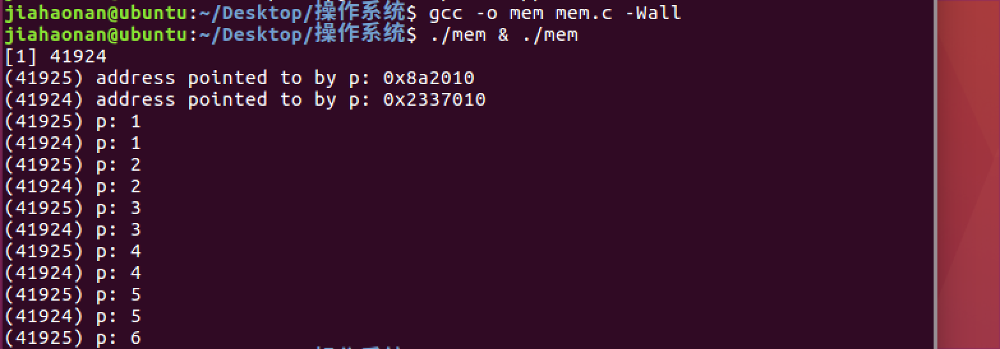 jiahaonan@ubuntu:~/Desktop/操作系统$ gcc -o mem mem.c -Wall
jiahaonan@ubuntu:~/Desktop/操作系统$ ./mem & ./mem
[1] 41924
(41925) address pointed to by p: 0x8a2010
(41924) address pointed to by p: 0x2337010
(41925) p: 1
(41924) p: 1
(41925) p: 2
(41924) p: 2
(41925) p: 3
(41924) p: 3
(41925) p: 4
(41924) p: 4
(41925) p: 5
(41924) p: 5
(41925) p: 6